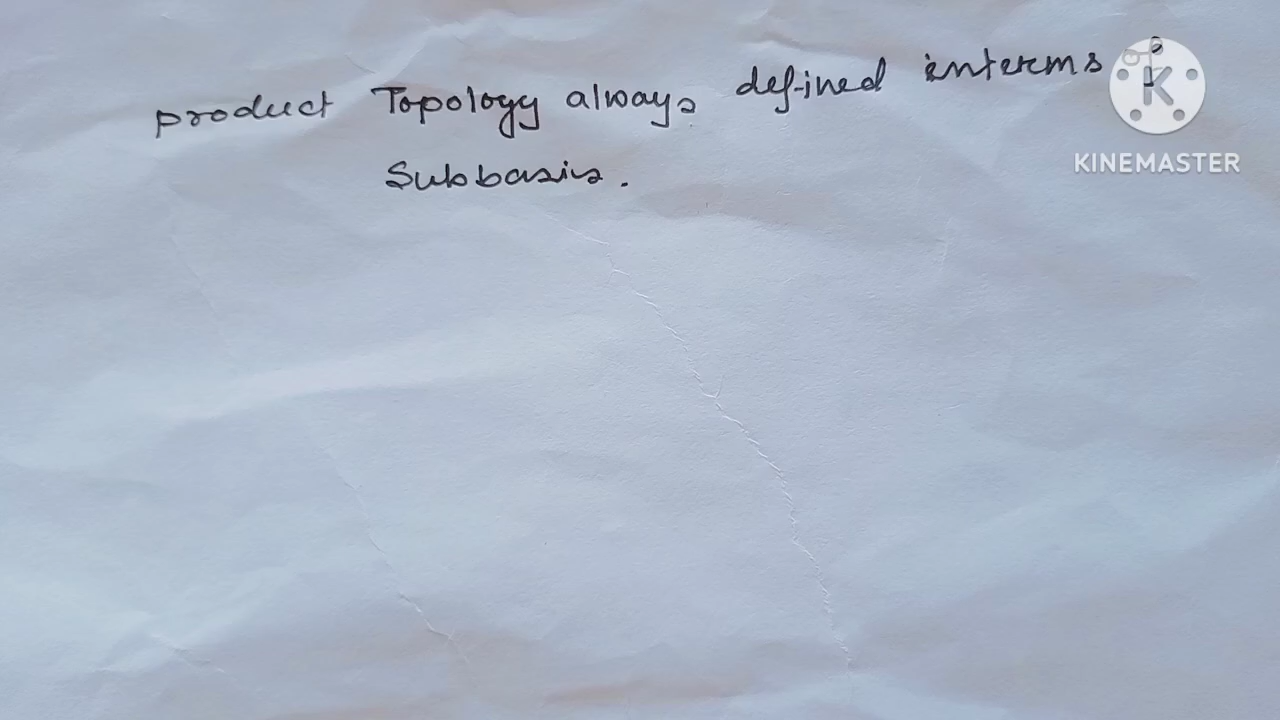 product Topology always defined interms of
Subbasis.
KINEMASTER